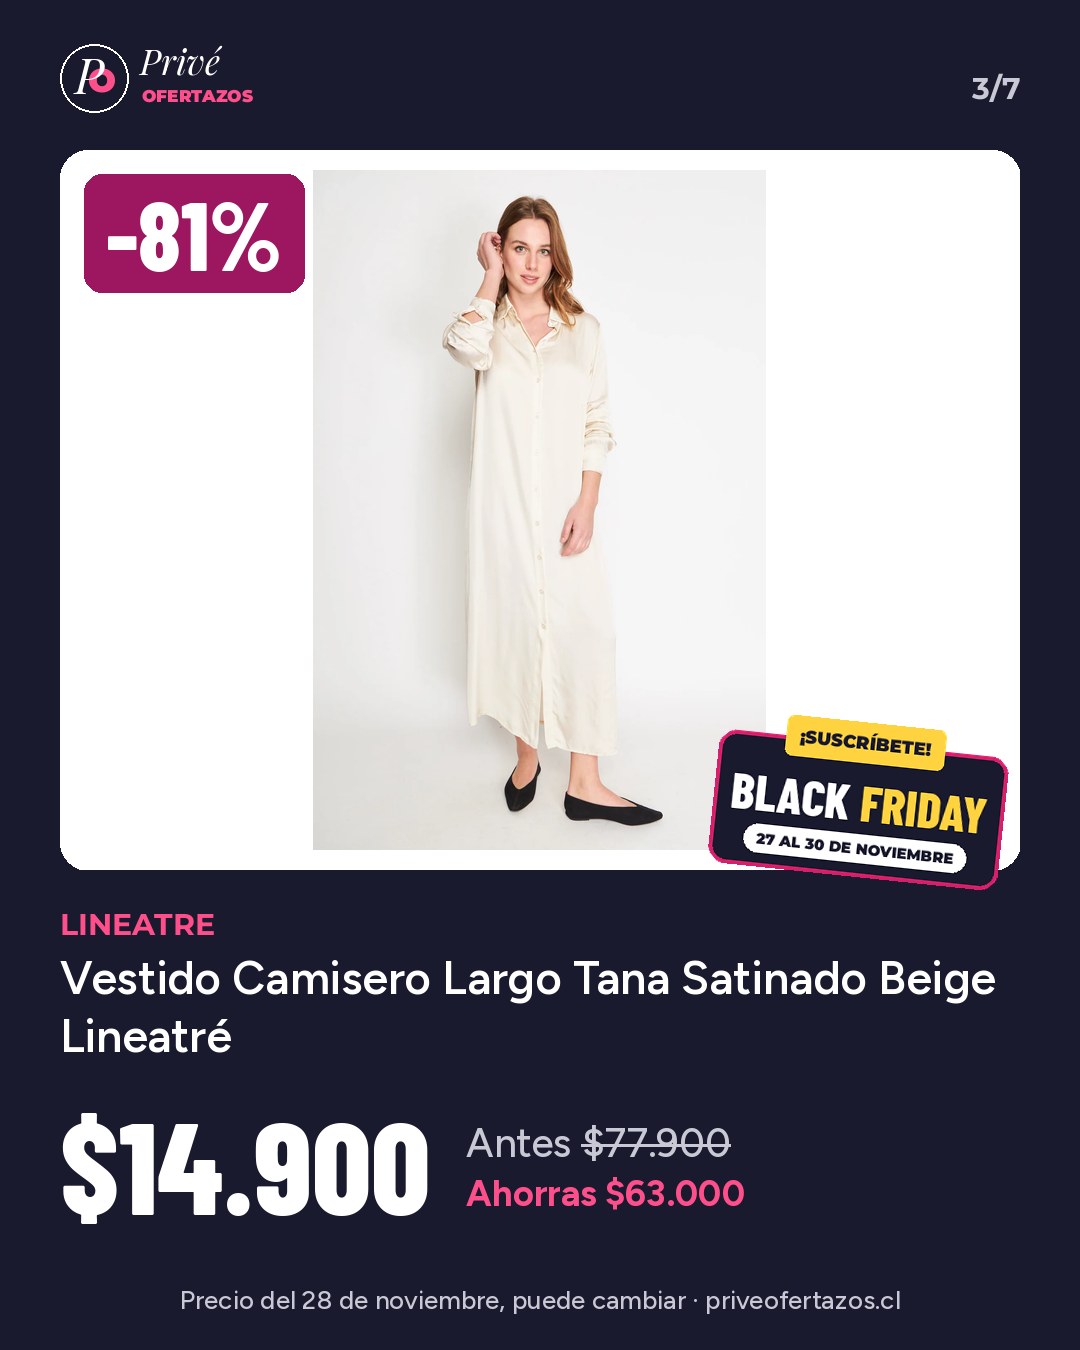 Privé
OFERTAZOS
3/7
-81%
¡SUSCRÍBETE!
BLACK FRIDAY
27 AL 30 DE NOVIEMBRE
LINEATRE
Vestido Camisero Largo Tana Satinado Beige
Lineatré
$14.900
Antes $77.900
Ahorras $63.000
Precio del 28 de noviembre, puede cambiar · priveofertazos.cl